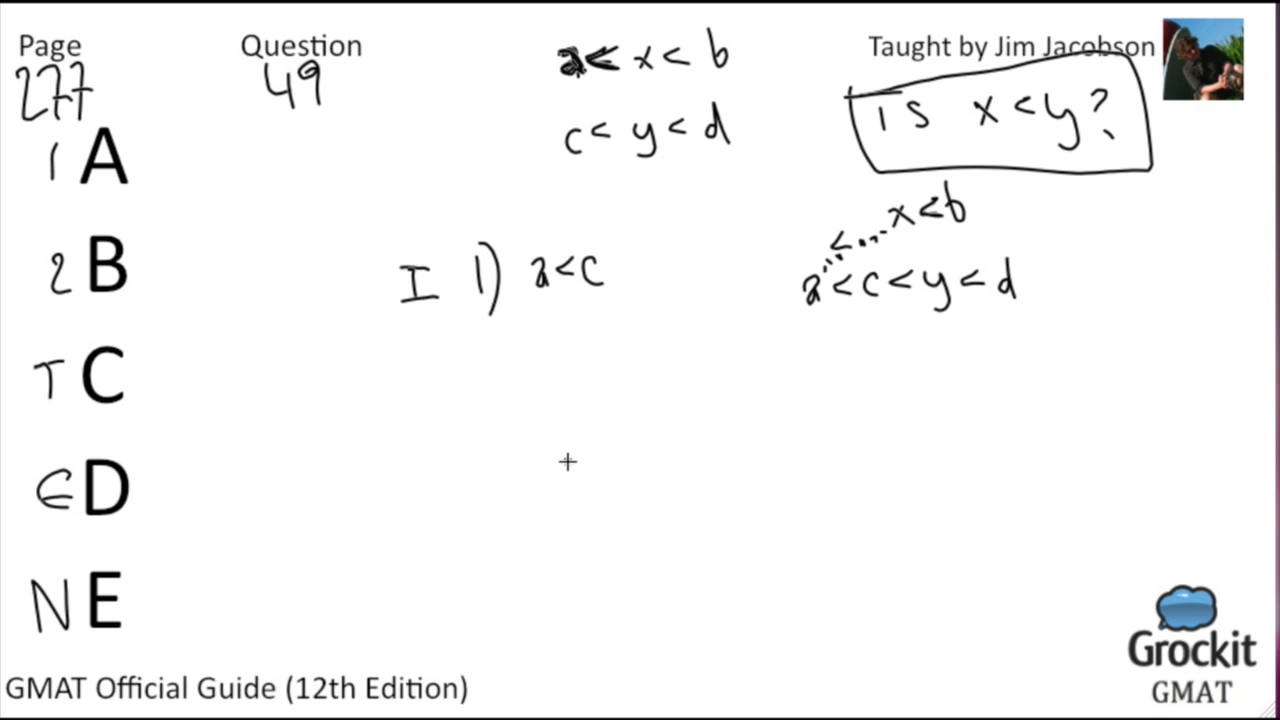 Page Question Taught by Jim Jacobson
277 49
a < x < b
c < y < d
is x < y?
1 A
2 B
I 1) a < c
x < b
< ...
a < c < y < d
T C
E D
N E
Grockit
GMAT
GMAT Official Guide (12th Edition)